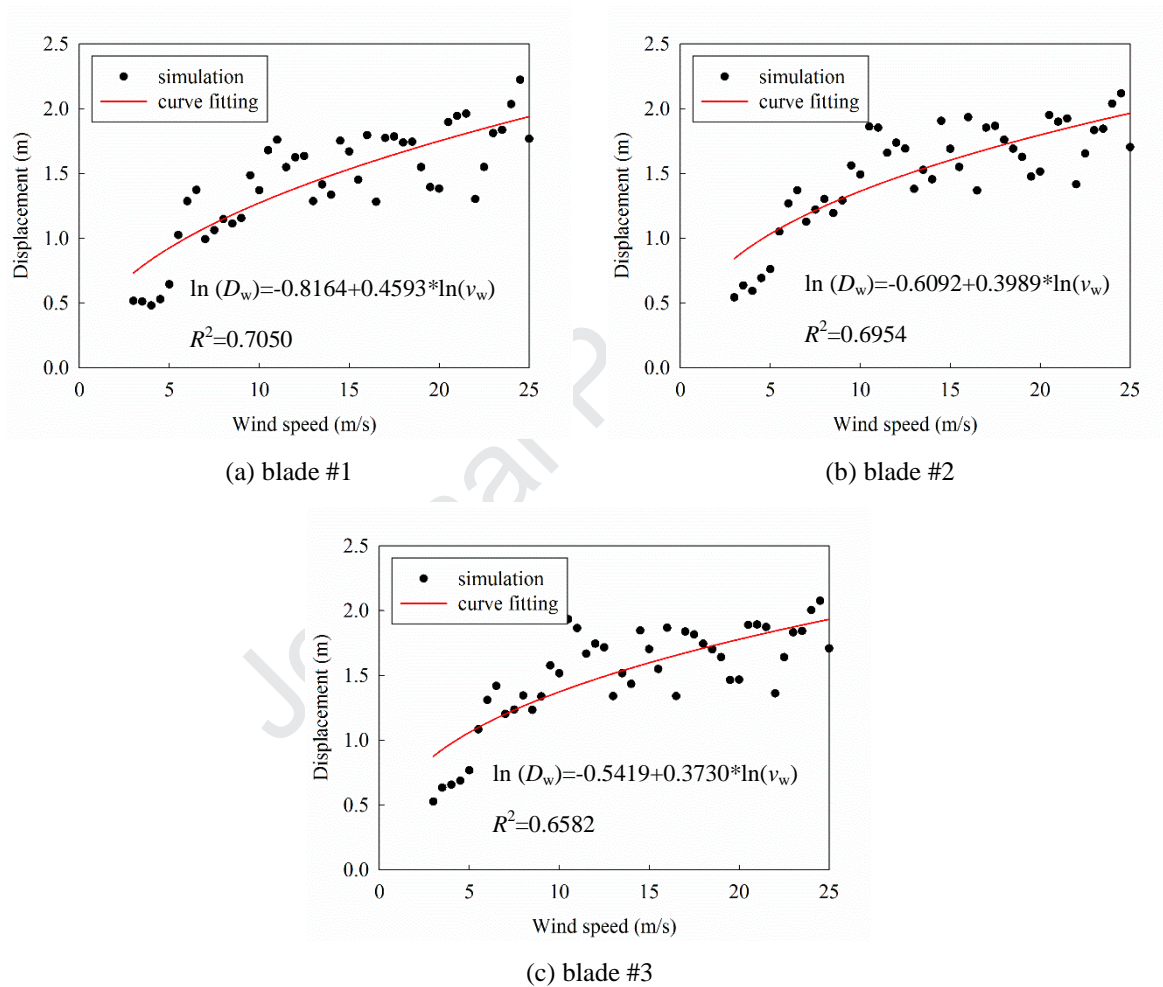 2.5
2.0
1.5
1.0
0.5
0.0
Displacement (m)
simulation
curve fitting
ln (Dw)=-0.8164+0.4593*ln(vw)
R²=0.7050
0 5 10 15 20 25
Wind speed (m/s)
(a) blade #1
2.5
2.0
1.5
1.0
0.5
0.0
Displacement (m)
simulation
curve fitting
ln (Dw)=-0.6092+0.3989*ln(vw)
R²=0.6954
0 5 10 15 20 25
Wind speed (m/s)
(b) blade #2
2.5
2.0
1.5
1.0
0.5
0.0
Displacement (m)
simulation
curve fitting
ln (Dw)=-0.5419+0.3730*ln(vw)
R²=0.6582
0 5 10 15 20 25
Wind speed (m/s)
(c) blade #3